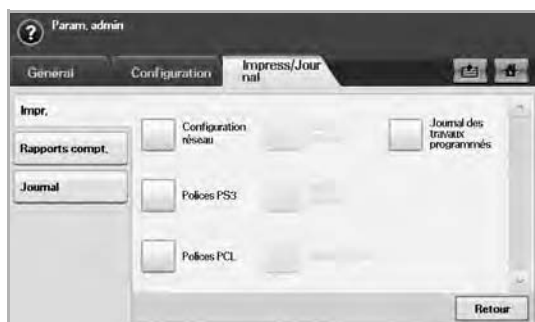 ?
Param. admin
Général
Configuration
Impress/Jour
nal
Impr.
Rapports compt.
Journal
Configuration
réseau
Journal des
travaux
programmés
Polices PS3
Polices PCL
Retour